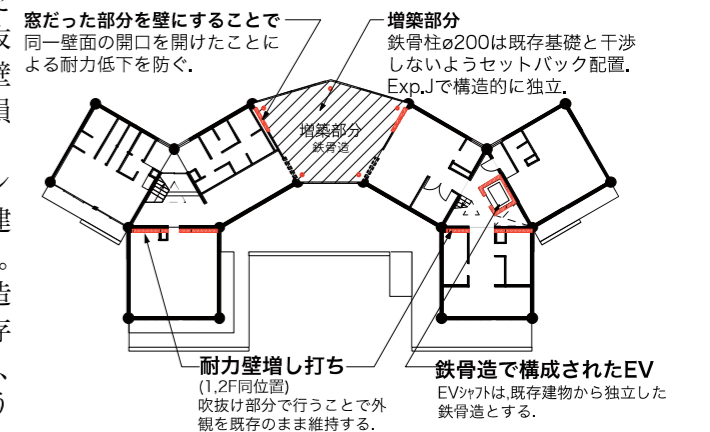 窓だった部分を壁にすることで
同一壁面の開口を開けたことに
よる耐力低下を防ぐ.
増築部分
鉄骨柱ø200は既存基礎と干渉
しないようセットバック配置.
Exp.Jで構造的に独立.
増築部分
鉄骨造
耐力壁増し打ち
(1,2F同位置)
吹抜け部分で行うことで外
観を既存のまま維持する.
鉄骨造で構成されたEV
EVｼｬﾌﾄは,既存建物から独立した
鉄骨造とする.